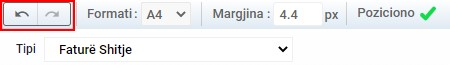 Formati: A4 Margjina : 4.4 px Poziciono
Tipi Faturë Shitje